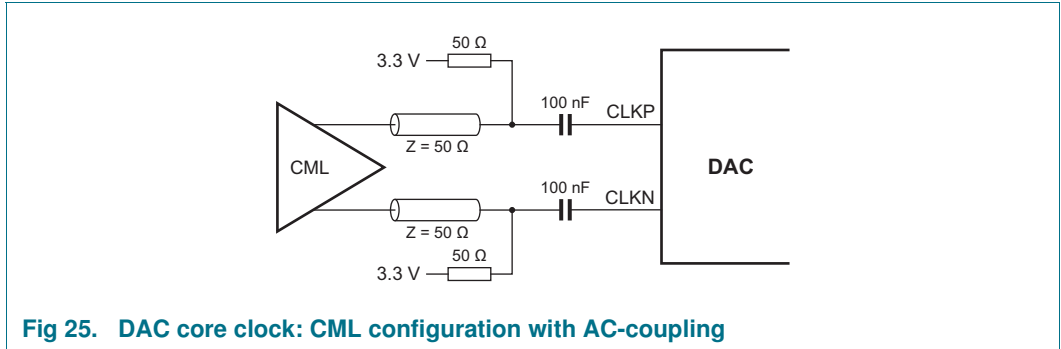 50 Ω
3.3 V
100 nF
CLKP
Z = 50 Ω
CML
DAC
100 nF
CLKN
Z = 50 Ω
50 Ω
3.3 V
Fig 25. DAC core clock: CML configuration with AC-coupling